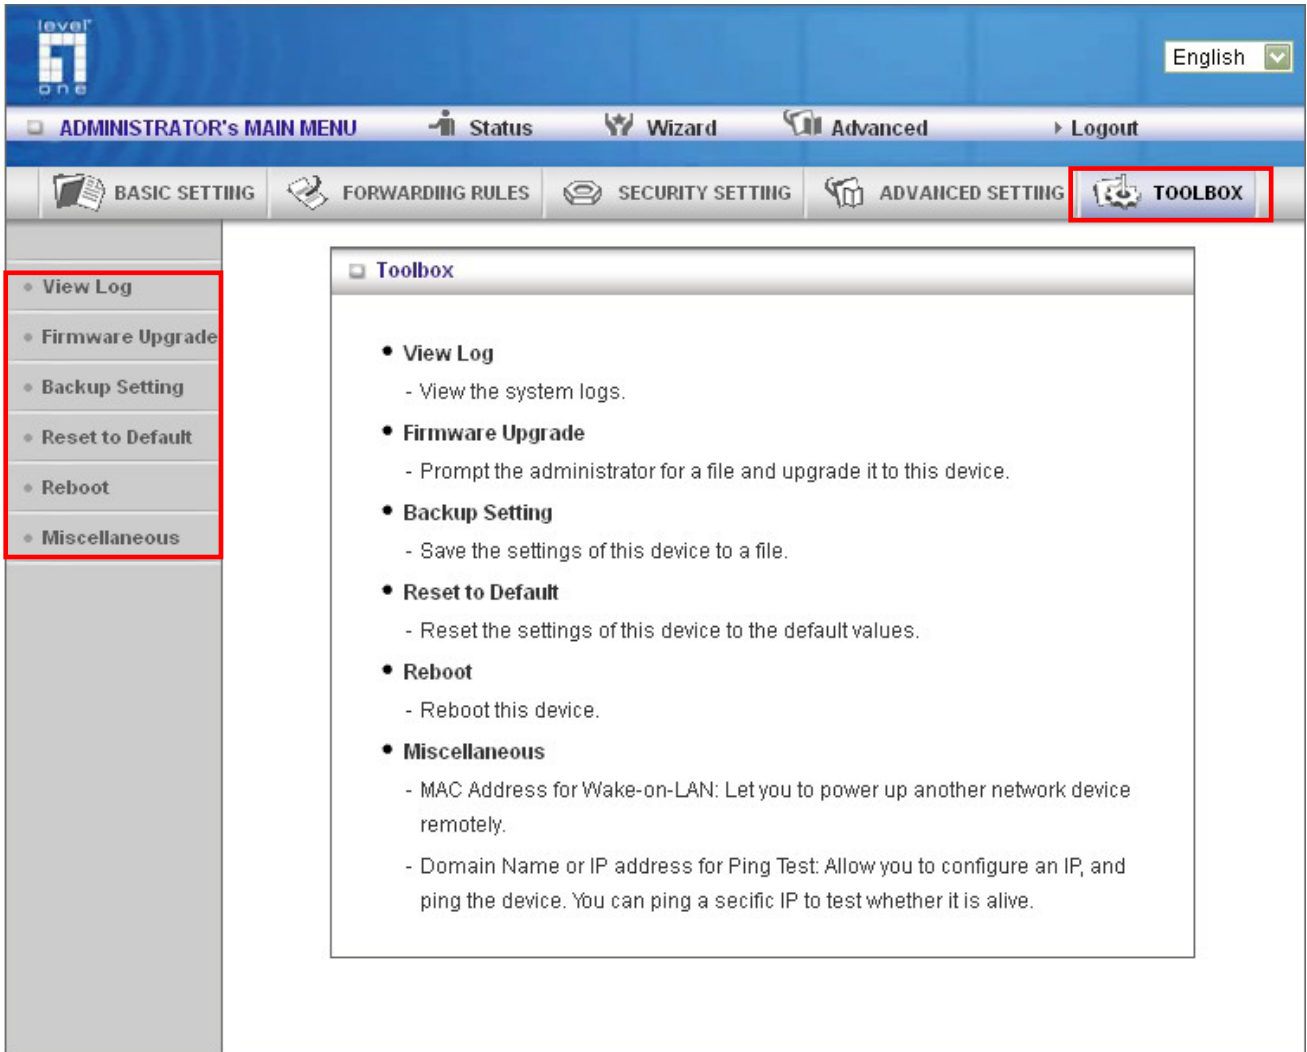 level
one
English
ADMINISTRATOR's MAIN MENU Status Wizard Advanced Logout
BASIC SETTING FORWARDING RULES SECURITY SETTING ADVANCED SETTING TOOLBOX
View Log
Firmware Upgrade
Backup Setting
Reset to Default
Reboot
Miscellaneous
Toolbox
• View Log
- View the system logs.
• Firmware Upgrade
- Prompt the administrator for a file and upgrade it to this device.
• Backup Setting
- Save the settings of this device to a file.
• Reset to Default
- Reset the settings of this device to the default values.
• Reboot
- Reboot this device.
• Miscellaneous
- MAC Address for Wake-on-LAN: Let you to power up another network device
remotely.
- Domain Name or IP address for Ping Test: Allow you to configure an IP, and
ping the device. You can ping a secific IP to test whether it is alive.